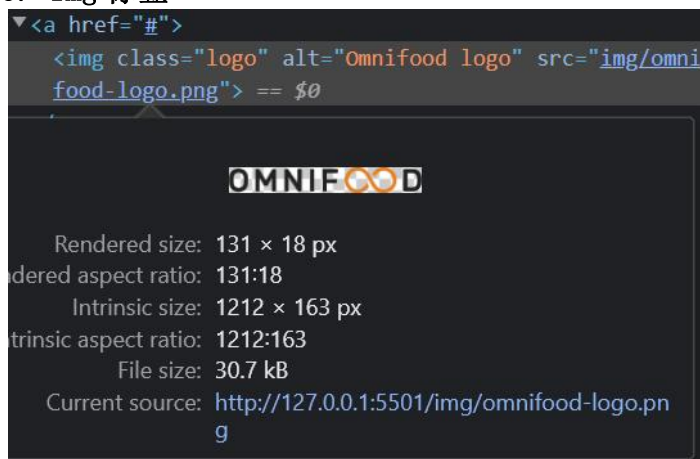 ▼<a href="#">
<img class="logo" alt="Omnifood logo" src="img/omni
food-logo.png"> == $0
OMNIFOOD
Rendered size: 131 × 18 px
dered aspect ratio: 131:18
Intrinsic size: 1212 × 163 px
trinsic aspect ratio: 1212:163
File size: 30.7 kB
Current source: http://127.0.0.1:5501/img/omnifood-logo.pn
g